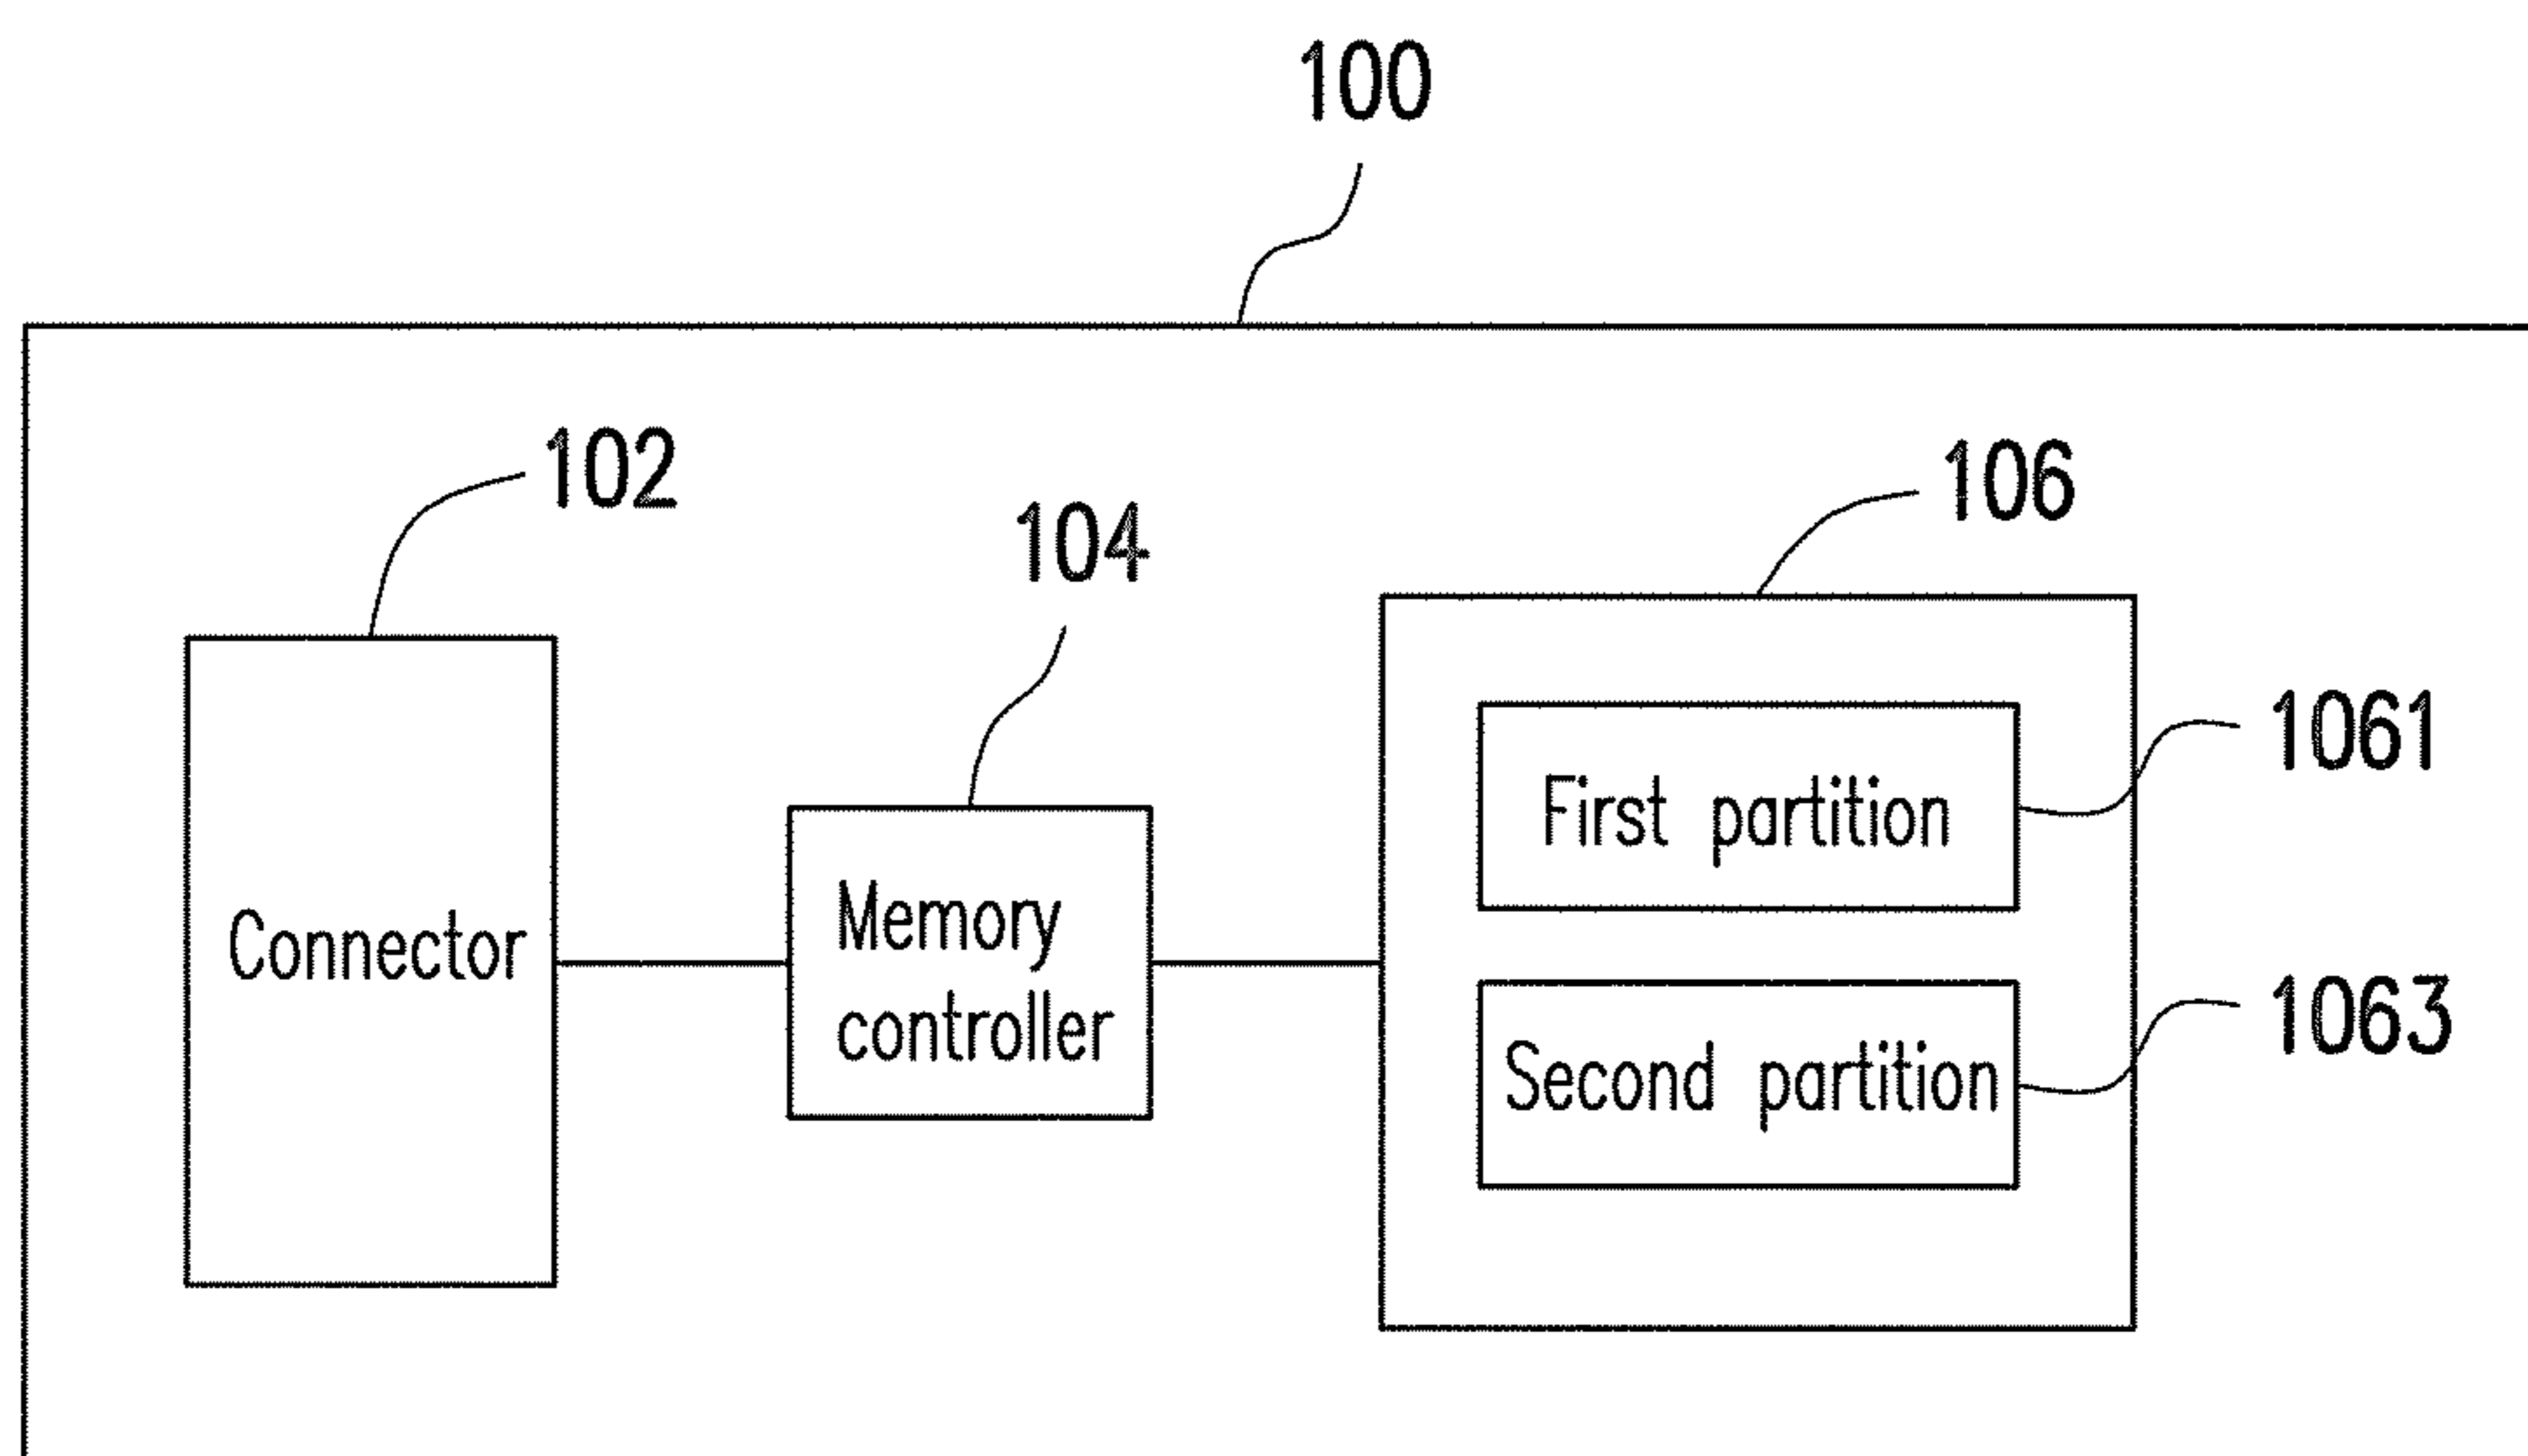 100
102
104
106
1061
First partition
Connector
Memory
controller
1063
Second partition